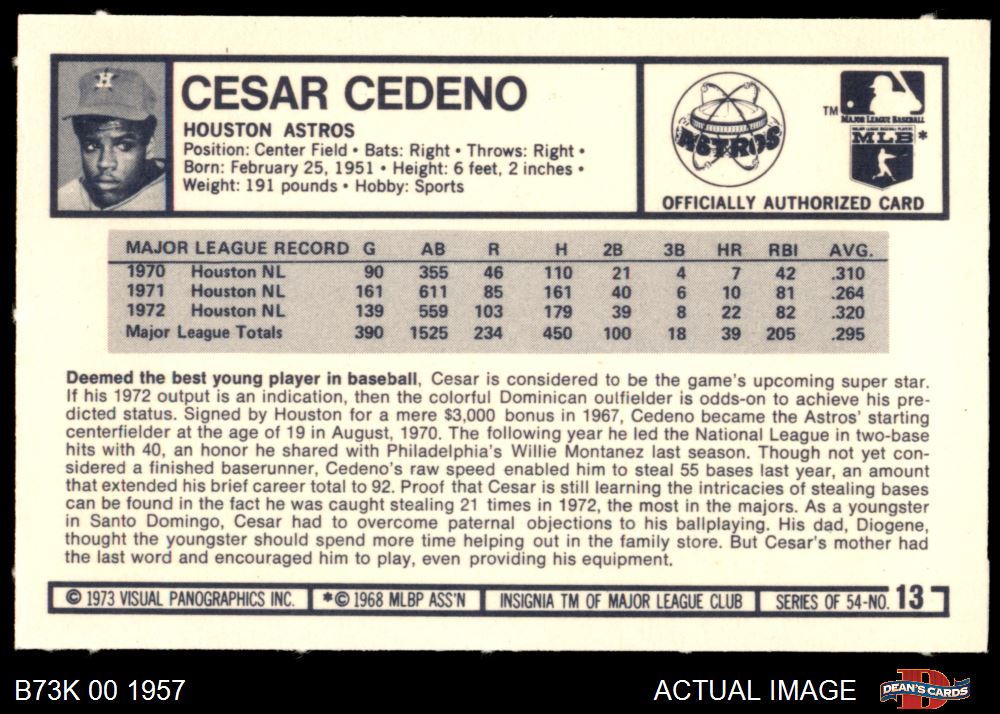 CESAR CEDENO
HOUSTON ASTROS
Position: Center Field • Bats: Right • Throws: Right •
Born: February 25, 1951 • Height: 6 feet, 2 inches •
Weight: 191 pounds • Hobby: Sports
H
ASTROS
TM
MAJOR LEAGUE BASEBALL
MAJOR LEAGUE BASEBALL PLAYERS
MLB*
OFFICIALLY AUTHORIZED CARD
MAJOR LEAGUE RECORD G AB R H 2B 3B HR RBI AVG.
1970 Houston NL 90 355 46 110 21 4 7 42 .310
1971 Houston NL 161 611 85 161 40 6 10 81 .264
1972 Houston NL 139 559 103 179 39 8 22 82 .320
Major League Totals 390 1525 234 450 100 18 39 205 .295
Deemed the best young player in baseball, Cesar is considered to be the game's upcoming super star.
If his 1972 output is an indication, then the colorful Dominican outfielder is odds-on to achieve his pre-
dicted status. Signed by Houston for a mere $3,000 bonus in 1967, Cedeno became the Astros' starting
centerfielder at the age of 19 in August, 1970. The following year he led the National League in two-base
hits with 40, an honor he shared with Philadelphia's Willie Montanez last season. Though not yet con-
sidered a finished baserunner, Cedeno's raw speed enabled him to steal 55 bases last year, an amount
that extended his brief career total to 92. Proof that Cesar is still learning the intricacies of stealing bases
can be found in the fact he was caught stealing 21 times in 1972, the most in the majors. As a youngster
in Santo Domingo, Cesar had to overcome paternal objections to his ballplaying. His dad, Diogene,
thought the youngster should spend more time helping out in the family store. But Cesar's mother had
the last word and encouraged him to play, even providing his equipment.
© 1973 VISUAL PANOGRAPHICS INC. *© 1968 MLBP ASS'N INSIGNIA TM OF MAJOR LEAGUE CLUB SERIES OF 54-NO. 13
B73K 00 1957
ACTUAL IMAGE
D
DEAN'S CARDS